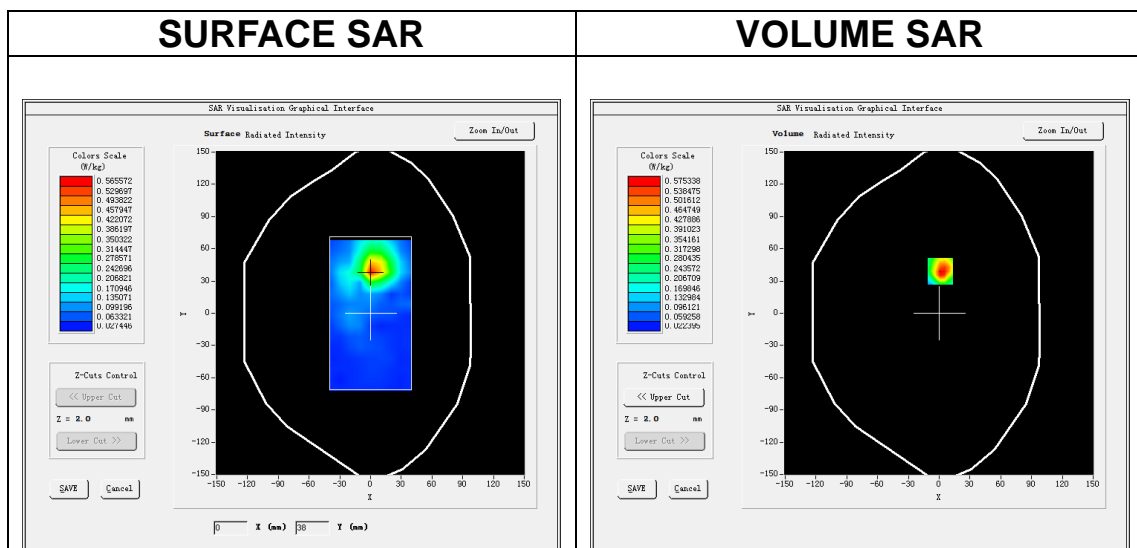 SURFACE SAR
VOLUME SAR
SAR Visualisation Graphical Interface
Surface Radiated Intensity
Zoom In/Out
Colors Scale
(W/kg)
0.565572
0.529697
0.493822
0.457947
0.422072
0.386197
0.350322
0.314447
0.278571
0.242696
0.206821
0.170946
0.135071
0.099196
0.063321
0.027446
Z-Cuts Control
<< Upper Cut
Z = 2.0 mm
Lower Cut >>
SAVE Cancel
150
120
90
60
30
0
-30
-60
-90
-120
-150
Y
-150 -120 -90 -60 -30 0 30 60 90 120 150
X
0 X (mm) 38 Y (mm)
SAR Visualisation Graphical Interface
Volume Radiated Intensity
Zoom In/Out
Colors Scale
(W/kg)
0.575338
0.538475
0.501612
0.464749
0.427886
0.391023
0.354161
0.317298
0.280435
0.243572
0.206709
0.169846
0.132984
0.096121
0.059258
0.022395
Z-Cuts Control
<< Upper Cut
Z = 2.0 mm
Lower Cut >>
SAVE Cancel
150
120
90
60
30
0
-30
-60
-90
-120
-150
Y
-150 -120 -90 -60 -30 0 30 60 90 120 150
X